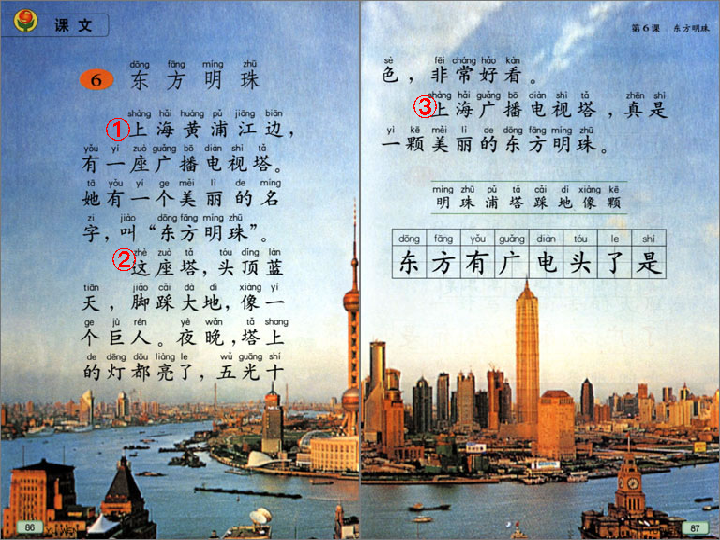 课文
dōng fāng míng zhū
6 东方明珠
shàng hǎi huáng pǔ jiāng biān
①上海黄浦江边，
yǒu yí zuò guǎng bō diàn shì tǎ
有一座广播电视塔。
tā yǒu yí ge měi lì de míng
她有一个美丽的名
zi jiào dōng fāng míng zhū
字，叫“东方明珠”。
zhè zuò tǎ tóu dǐng lán
②这座塔，头顶蓝
tiān jiǎo cǎi dà dì xiàng yí
天，脚踩大地，像一
ge jù rén yè wǎn tǎ shang
个巨人。夜晚，塔上
de dēng dōu liàng le wǔ guāng shí
的灯都亮了，五光十
86
第6课 东方明珠
sè fēi cháng hǎo kàn
色，非常好看。
shàng hǎi guǎng bō diàn shì tǎ zhēn shì
③上海广播电视塔，真是
yì kē měi lì de dōng fāng míng zhū
一颗美丽的东方明珠。
míng zhū pǔ tǎ cǎi dì xiàng kē
明珠浦塔踩地像颗
dōng fāng yǒu guǎng diàn tóu le shì
东方有广电头了是
87